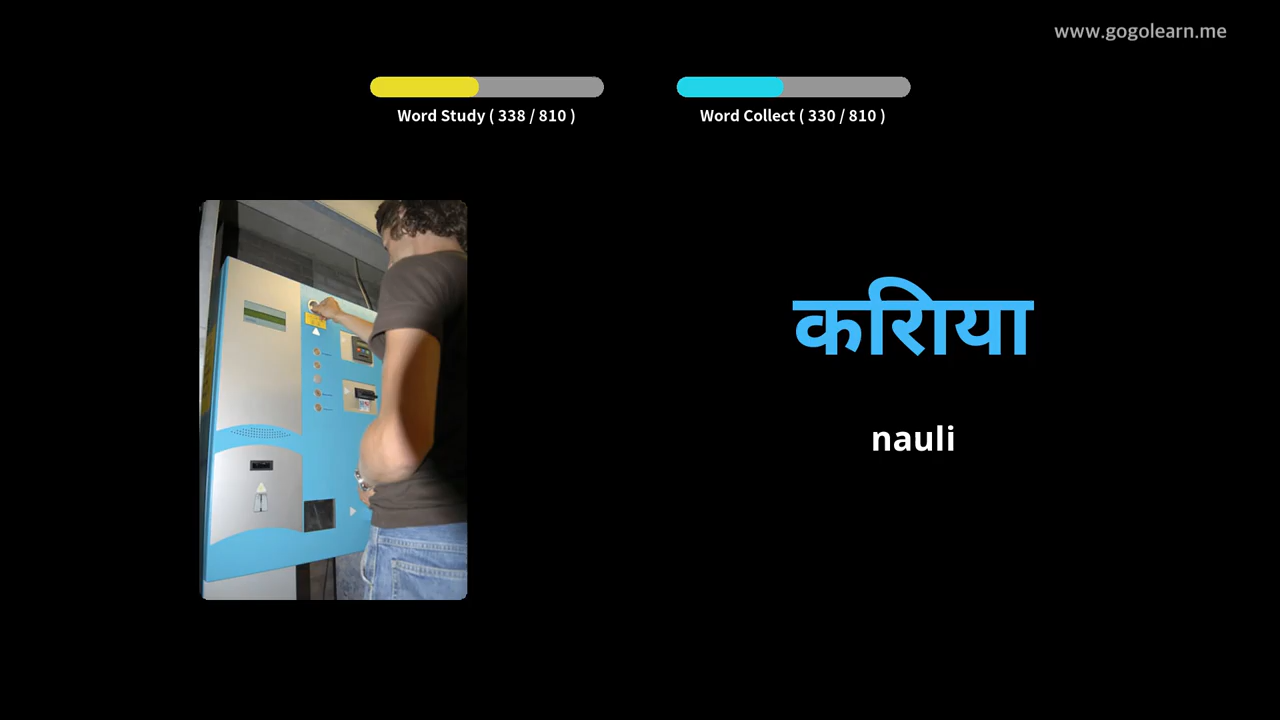 www.gogolearn.me
Word Study ( 338 / 810 )
Word Collect ( 330 / 810 )
करिाया
nauli